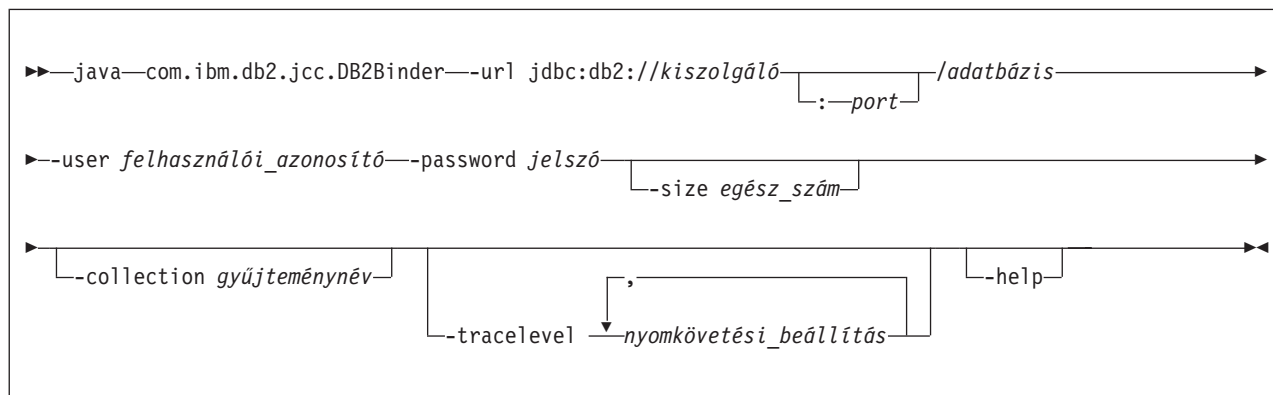 java com.ibm.db2.jcc.DB2Binder -url jdbc:db2://kiszolgáló /adatbázis
: port
-user felhasználói_azonosító -password jelszó
-size egész_szám
-collection gyűjteménynév , -help
-tracelevel nyomkövetési_beállítás